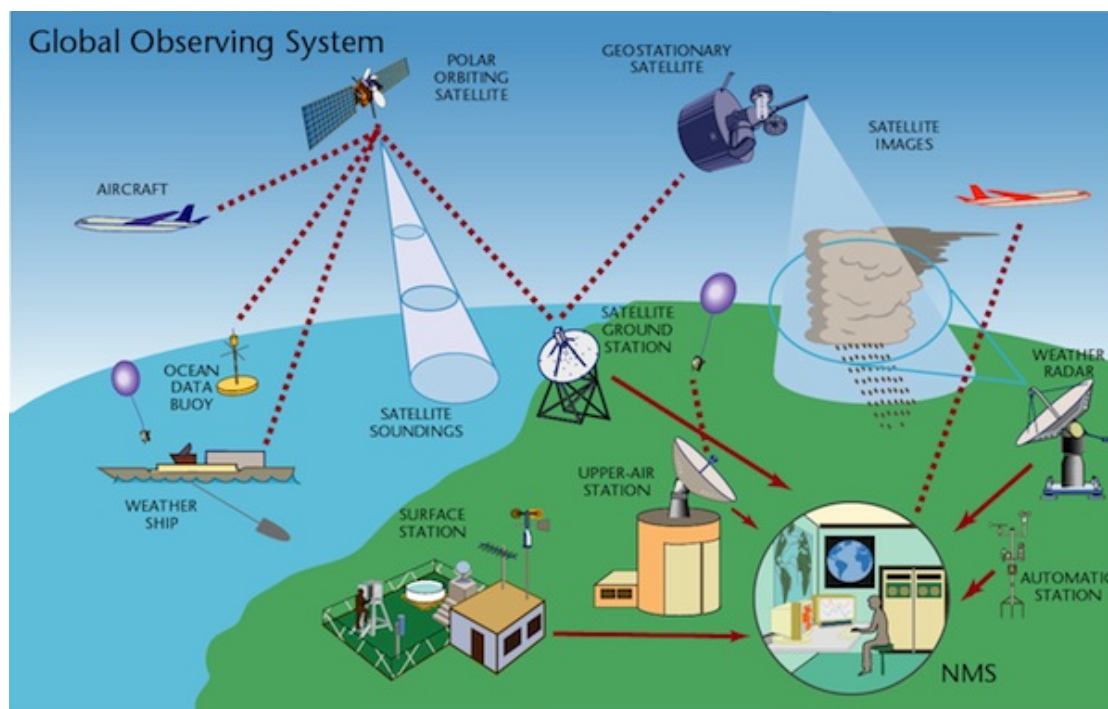 Global Observing System
POLAR
ORBITING
SATELLITE
GEOSTATIONARY
SATELLITE
SATELLITE
IMAGES
AIRCRAFT
SATELLITE
GROUND
STATION
OCEAN
DATA
BUOY
WEATHER
RADAR
SATELLITE
SOUNDINGS
UPPER-AIR
STATION
WEATHER
SHIP
SURFACE
STATION
AUTOMATIC
STATION
NMS